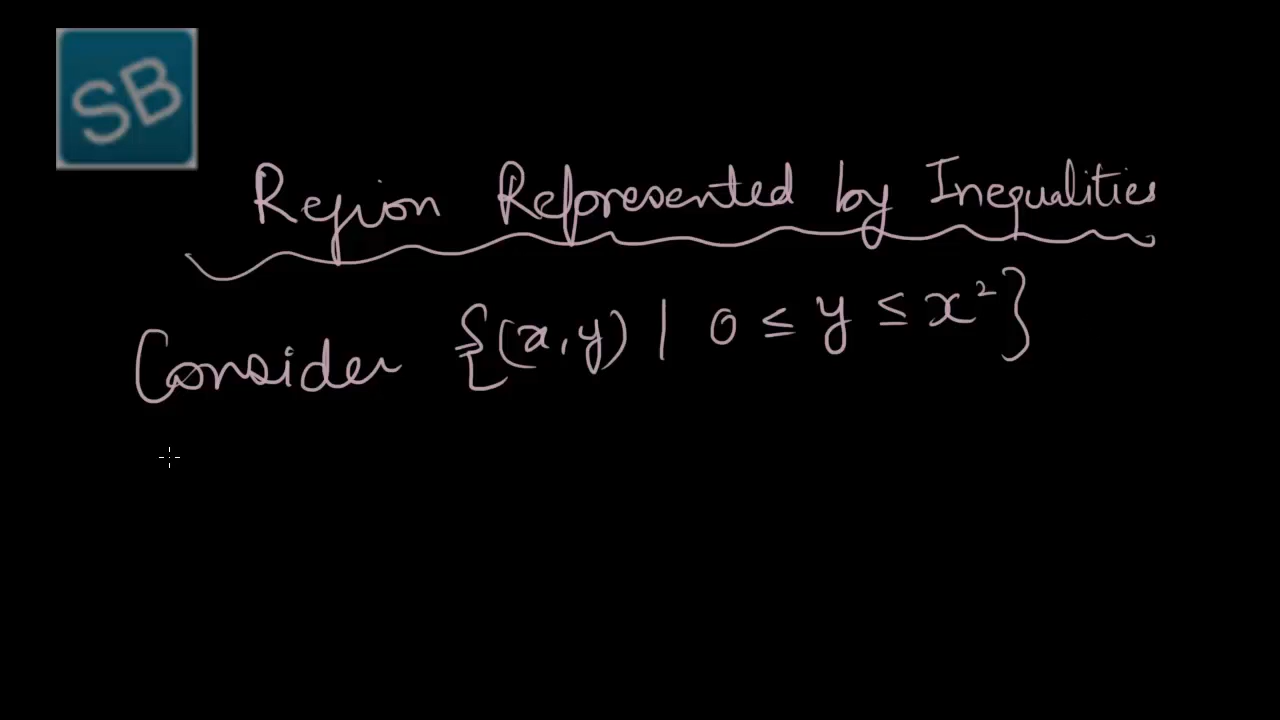 SB
Region Represented by Inequalities
Consider {(x,y) | 0 ≤ y ≤ x²}